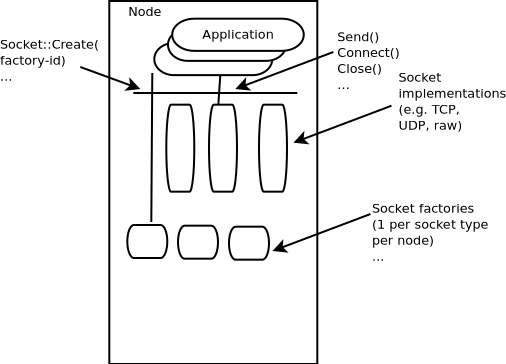 Node
Application
Socket::Create(
factory-id)
...
Send()
Connect()
Close()
...
Socket
implementations
(e.g. TCP,
UDP, raw)
Socket factories
(1 per socket type
per node)
...